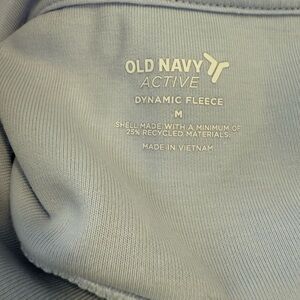 OLD NAVY
ACTIVE
DYNAMIC FLEECE
M
SHELL MADE WITH A MINIMUM OF
25% RECYCLED MATERIALS.
MADE IN VIETNAM